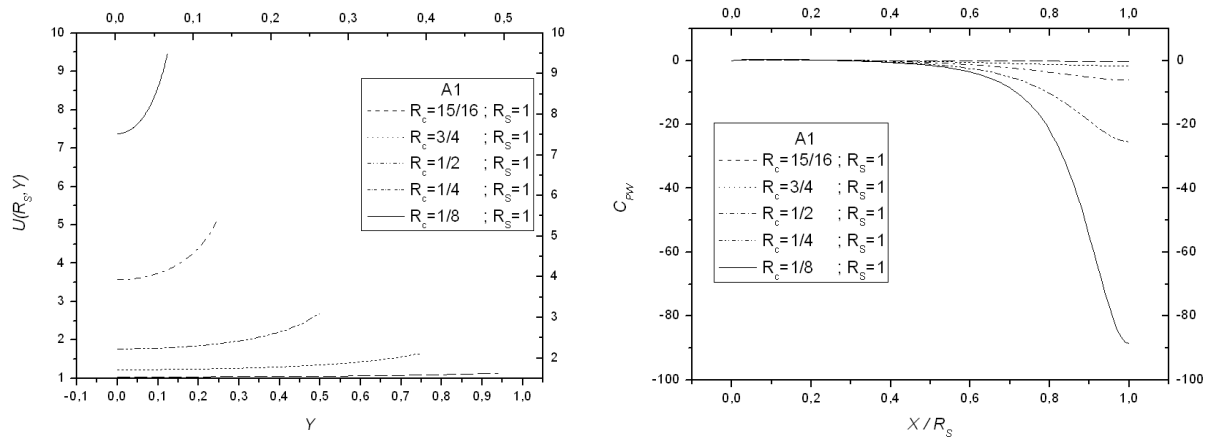 0,0 0,1 0,2 0,3 0,4 0,5
10 10
9 9
8 8
7 7
6 6
5 5
4 4
3 3
2 2
1
U(R_S,Y)
A1
R_c=15/16 ; R_S=1
R_c=3/4 ; R_S=1
R_c=1/2 ; R_S=1
R_c=1/4 ; R_S=1
R_c=1/8 ; R_S=1
-0,1 0,0 0,1 0,2 0,3 0,4 0,5 0,6 0,7 0,8 0,9 1,0
Y
0,0 0,2 0,4 0,6 0,8 1,0
0 0
-20 -20
-40 -40
-60 -60
-80 -80
-100 -100
C_PW
A1
R_c=15/16 ; R_S=1
R_c=3/4 ; R_S=1
R_c=1/2 ; R_S=1
R_c=1/4 ; R_S=1
R_c=1/8 ; R_S=1
0,0 0,2 0,4 0,6 0,8 1,0
X / R_S